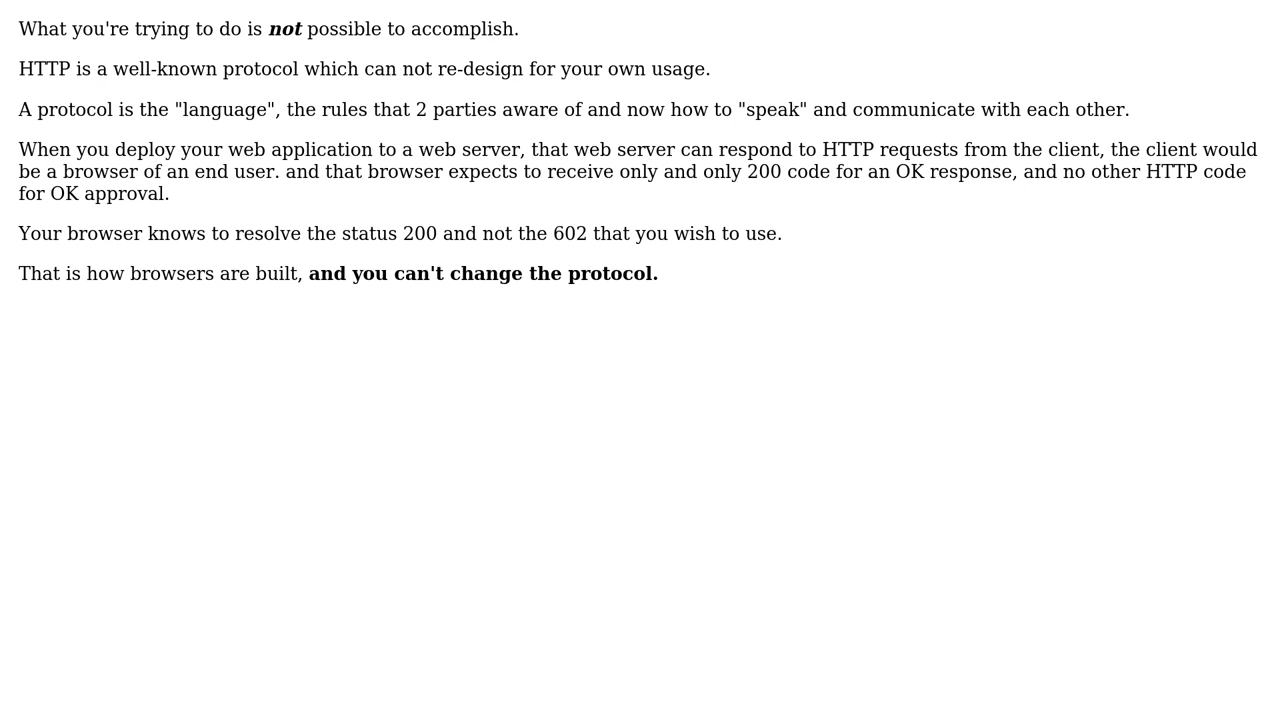 What you're trying to do is not possible to accomplish.
HTTP is a well-known protocol which can not re-design for your own usage.
A protocol is the "language", the rules that 2 parties aware of and now how to "speak" and communicate with each other.
When you deploy your web application to a web server, that web server can respond to HTTP requests from the client, the client would
be a browser of an end user. and that browser expects to receive only and only 200 code for an OK response, and no other HTTP code
for OK approval.
Your browser knows to resolve the status 200 and not the 602 that you wish to use.
That is how browsers are built, and you can't change the protocol.